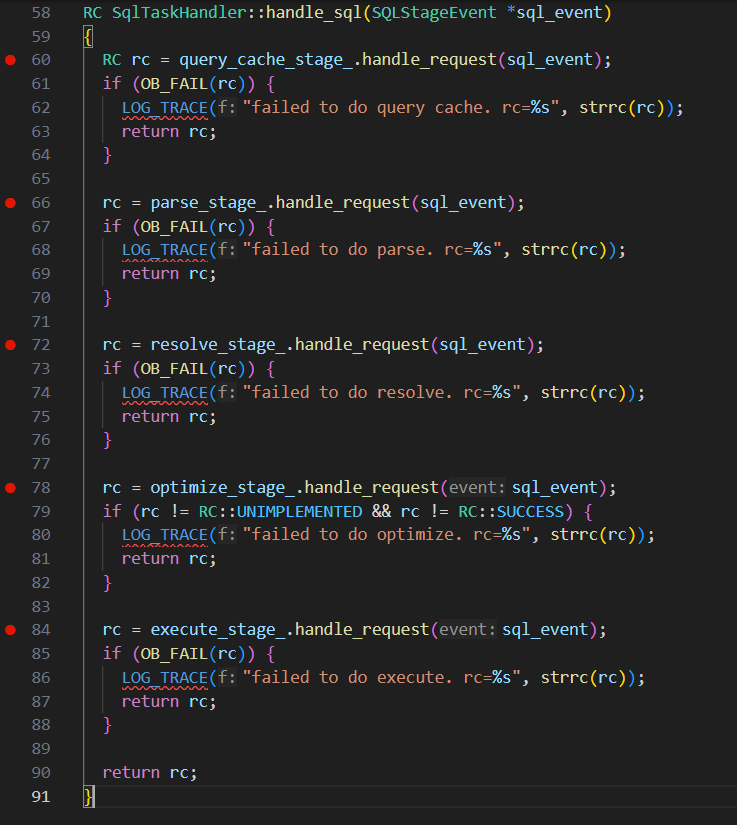 58 RC SqlTaskHandler::handle_sql(SQLStageEvent *sql_event)
59 {
60   RC rc = query_cache_stage_.handle_request(sql_event);
61   if (OB_FAIL(rc)) {
62     LOG_TRACE(f: "failed to do query cache. rc=%s", strrc(rc));
63     return rc;
64   }
65
66   rc = parse_stage_.handle_request(sql_event);
67   if (OB_FAIL(rc)) {
68     LOG_TRACE(f: "failed to do parse. rc=%s", strrc(rc));
69     return rc;
70   }
71
72   rc = resolve_stage_.handle_request(sql_event);
73   if (OB_FAIL(rc)) {
74     LOG_TRACE(f: "failed to do resolve. rc=%s", strrc(rc));
75     return rc;
76   }
77
78   rc = optimize_stage_.handle_request(event: sql_event);
79   if (rc != RC::UNIMPLEMENTED && rc != RC::SUCCESS) {
80     LOG_TRACE(f: "failed to do optimize. rc=%s", strrc(rc));
81     return rc;
82   }
83
84   rc = execute_stage_.handle_request(event: sql_event);
85   if (OB_FAIL(rc)) {
86     LOG_TRACE(f: "failed to do execute. rc=%s", strrc(rc));
87     return rc;
88   }
89
90   return rc;
91 }